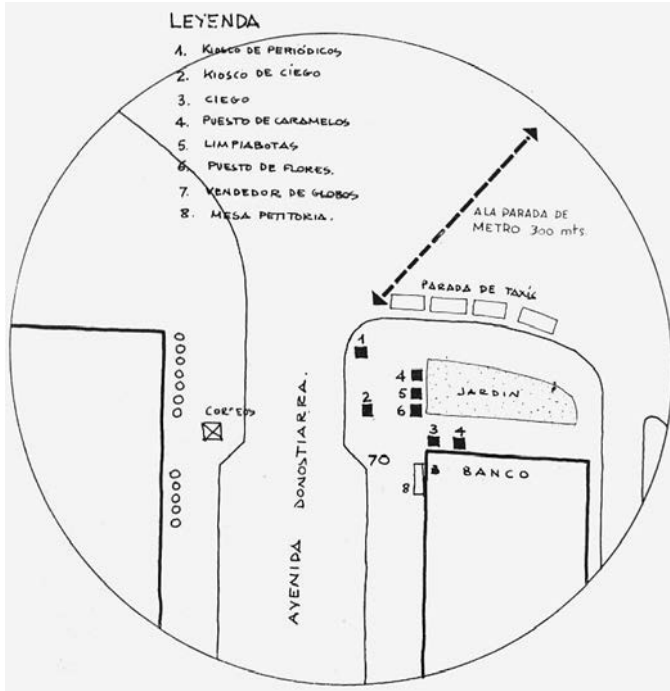 LEYENDA
1. KIOSCO DE PERIÓDICOS
2. KIOSCO DE CIEGO
3. CIEGO
4. PUESTO DE CARAMELOS
5. LIMPIABOTAS
6. PUESTO DE FLORES.
7. VENDEDOR DE GLOBOS
8. MESA PETITORIA.
A LA PARADA DE
METRO 300 mts.
PARADA DE TAXIS
1
4
5
6
JARDIN
2
CORREOS
3
4
70
8
3
BANCO
AVENIDA DONOSTIARRA.